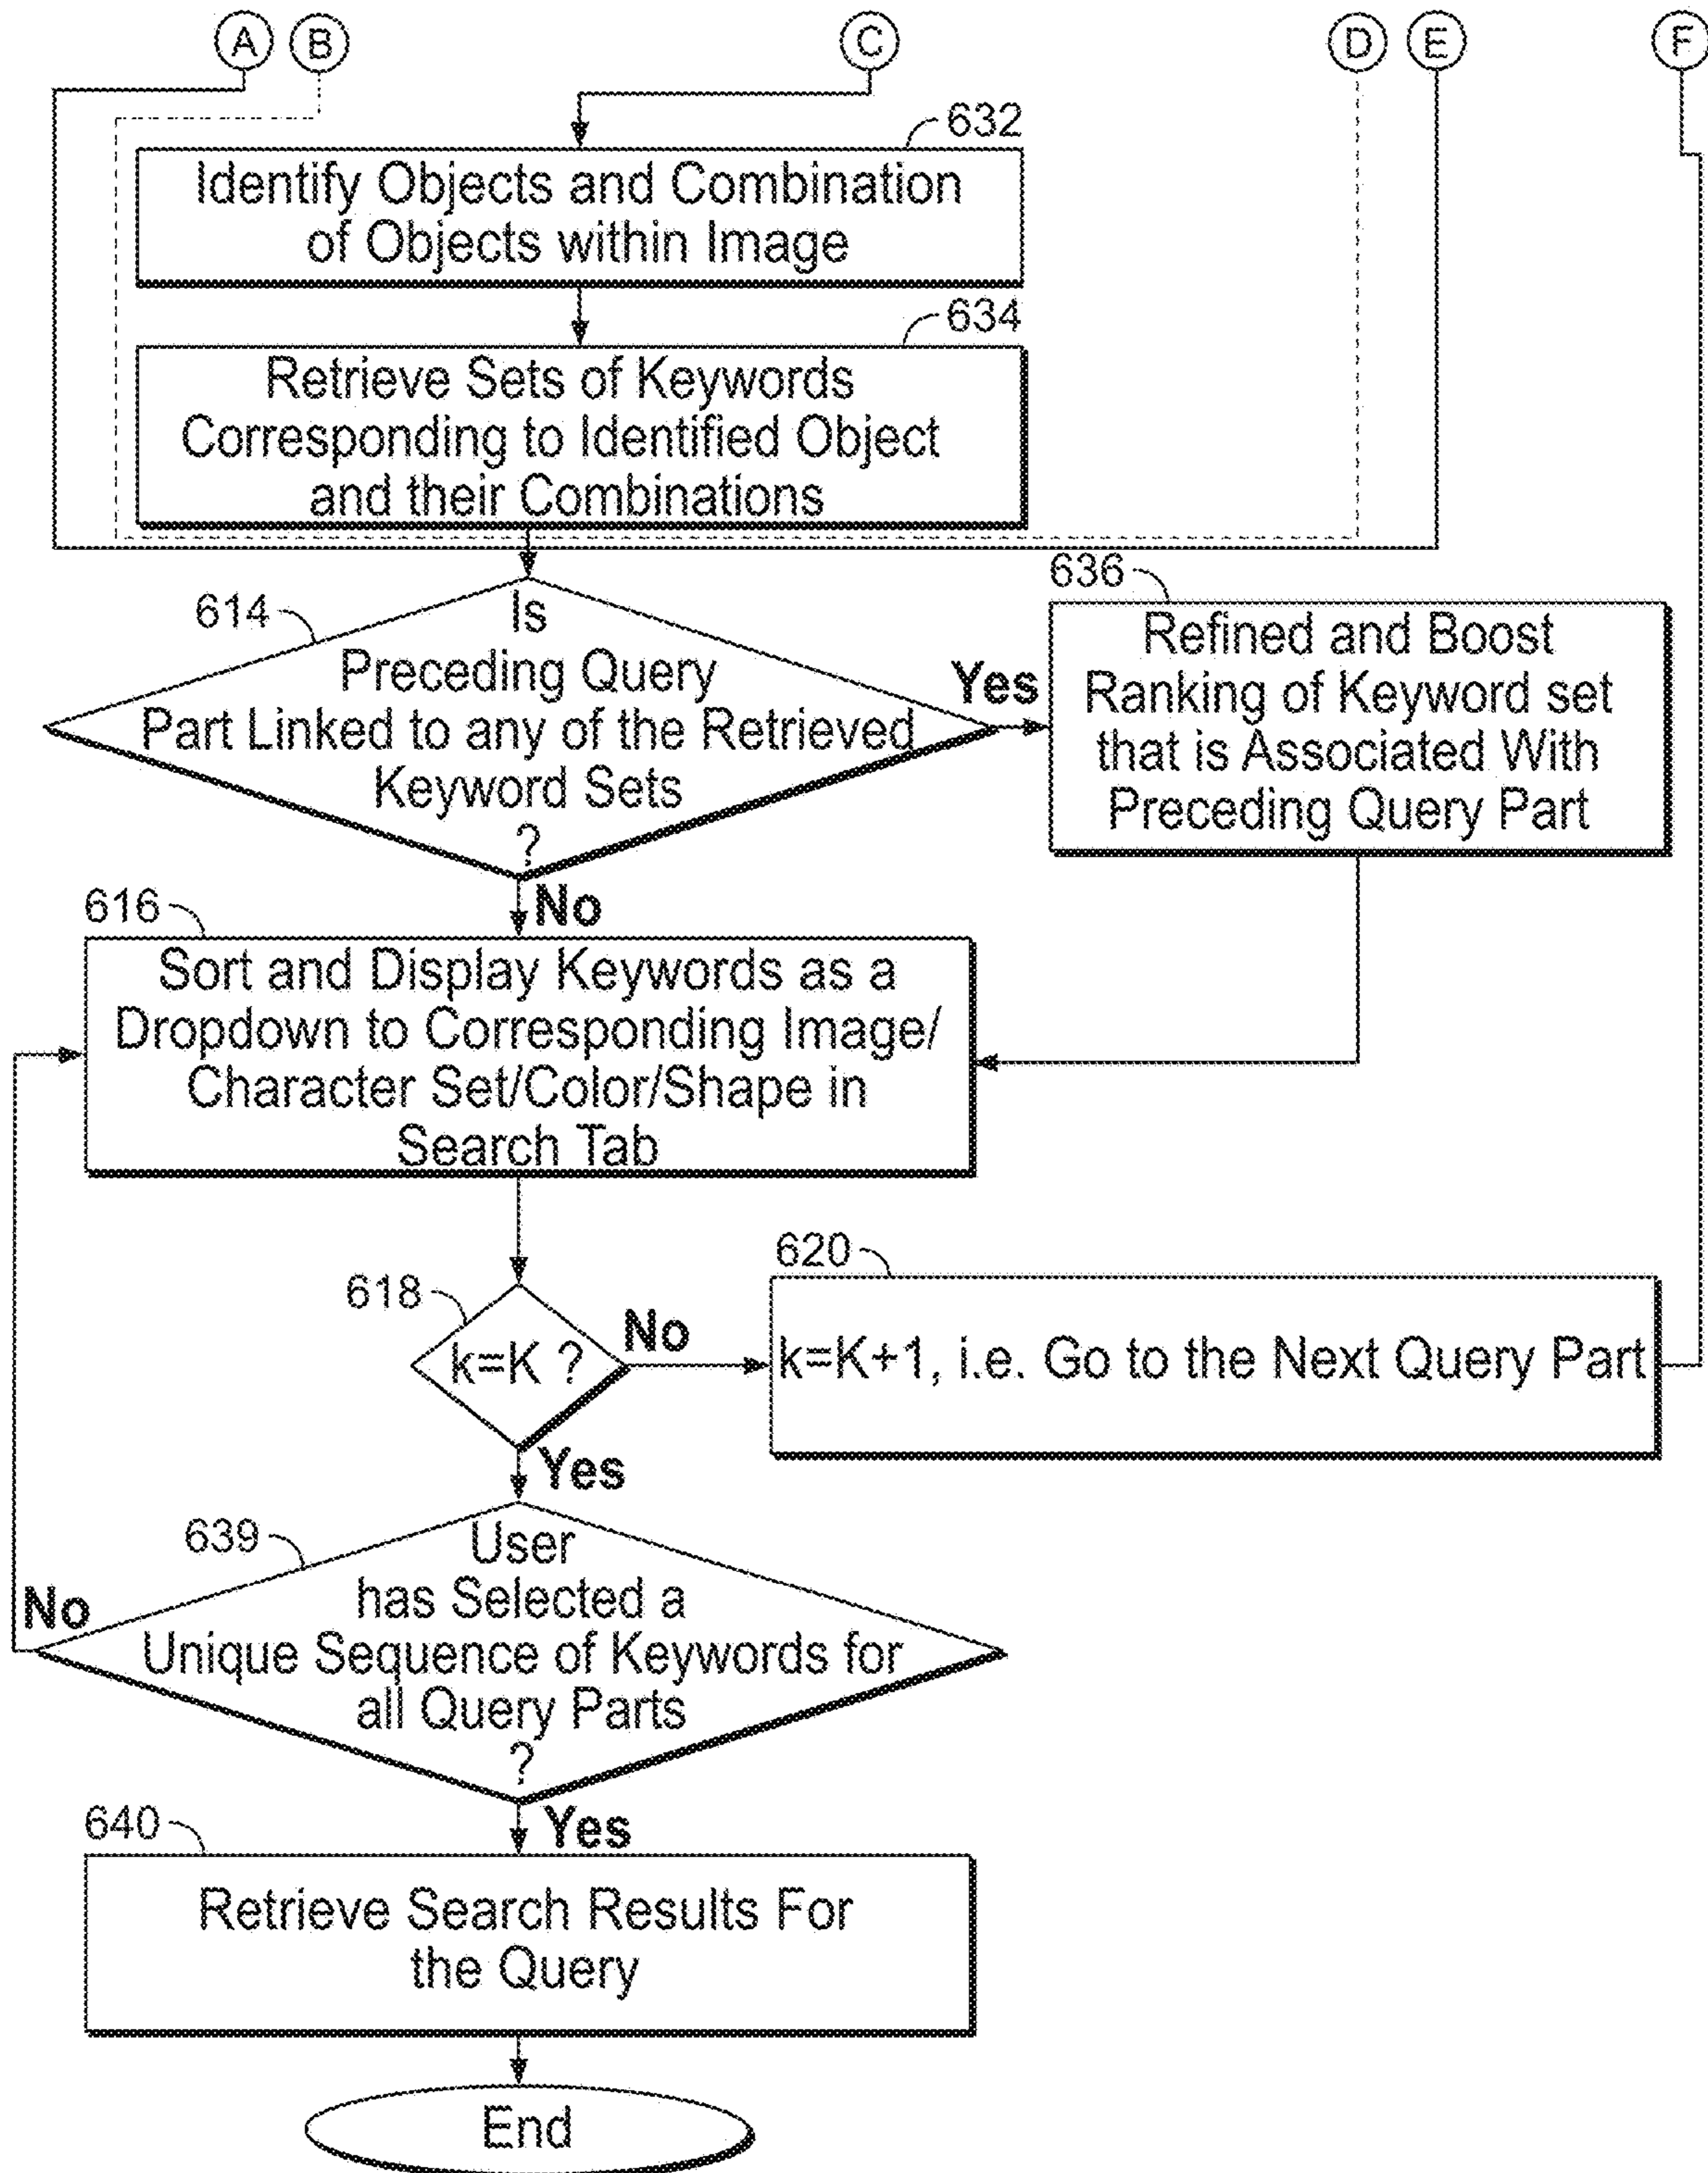 A B C D E F
632
Identify Objects and Combination
of Objects within Image
634
Retrieve Sets of Keywords
Corresponding to Identified Object
and their Combinations
614
Is
Preceding Query
Part Linked to any of the Retrieved
Keyword Sets
?
Yes
636
Refined and Boost
Ranking of Keyword set
that is Associated With
Preceding Query Part
No
616
Sort and Display Keywords as a
Dropdown to Corresponding Image/
Character Set/Color/Shape in
Search Tab
618
k=K ?
No
620
k=K+1, i.e. Go to the Next Query Part
Yes
639
User
has Selected a
Unique Sequence of Keywords for
all Query Parts
?
No
Yes
640
Retrieve Search Results For
the Query
End